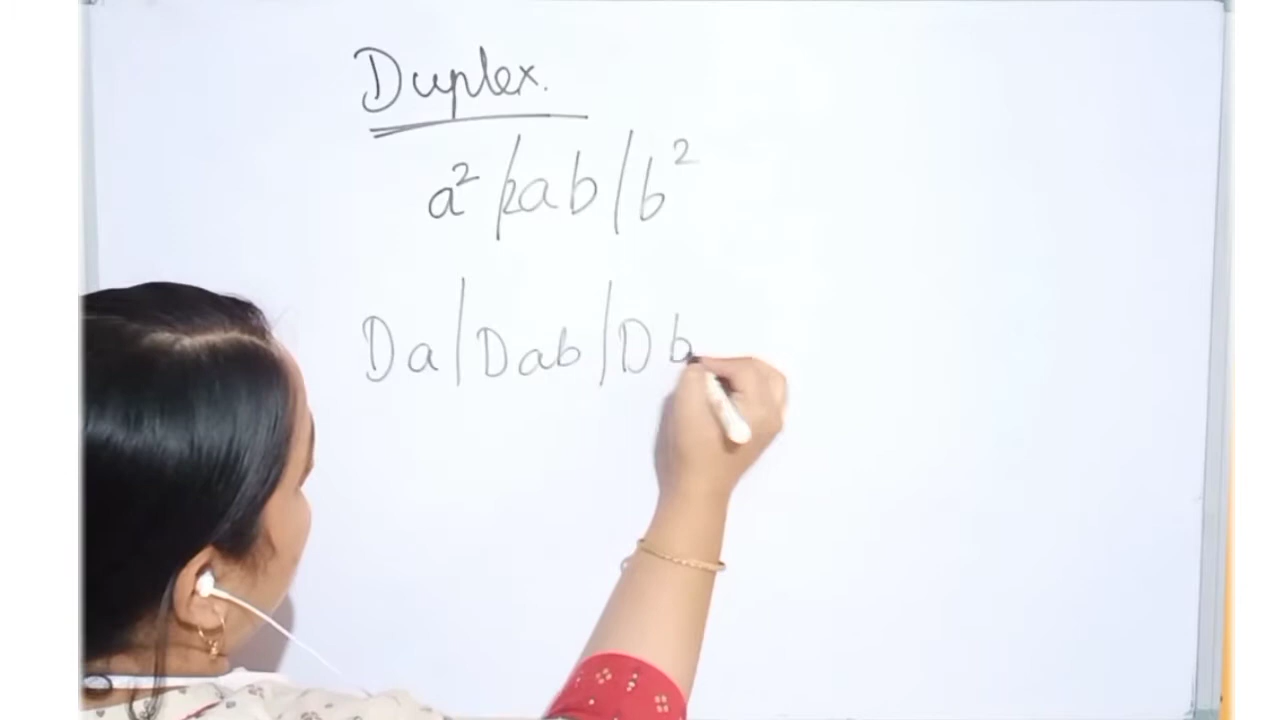 Duplex.
a² / 2ab / b²
Da / Dab / Db